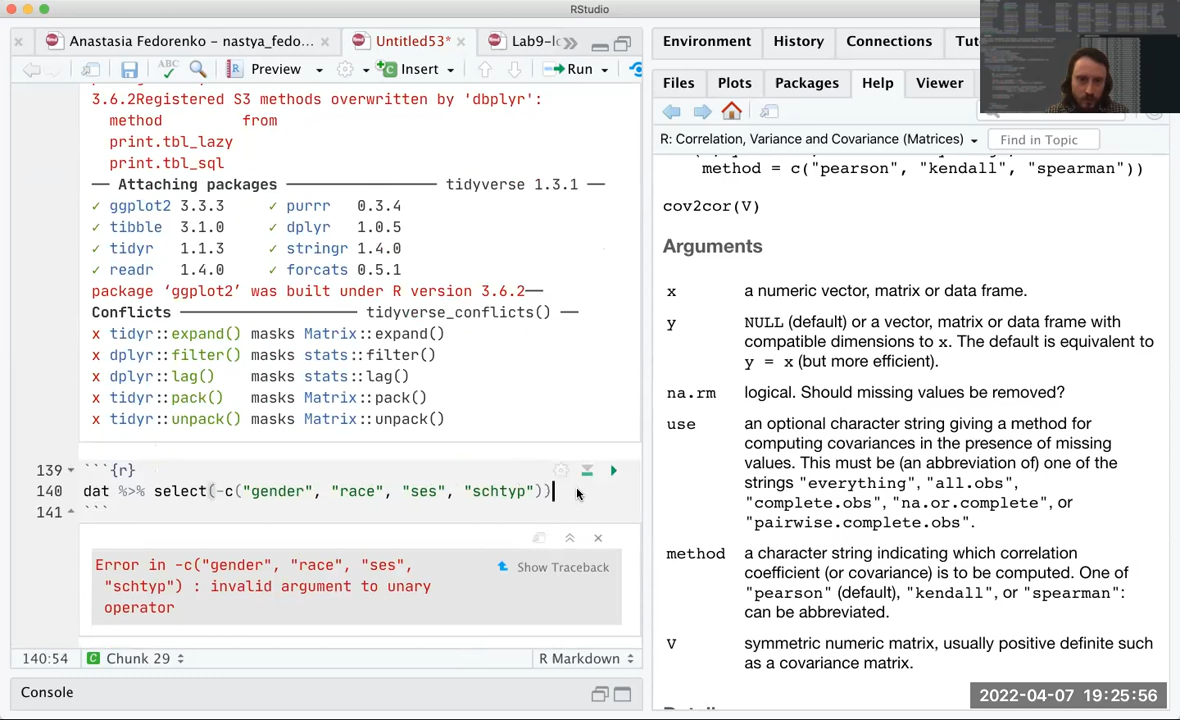 RStudio
Anastasia Fedorenko – nastya_fedo...
Untitled53*
Lab9-lo
Preview
Insert
Run
3.6.2Registered S3 methods overwritten by 'dbplyr':
method from
print.tbl_lazy
print.tbl_sql
── Attaching packages ──────────────── tidyverse 1.3.1 ──
✓ ggplot2 3.3.3 ✓ purrr 0.3.4
✓ tibble 3.1.0 ✓ dplyr 1.0.5
✓ tidyr 1.1.3 ✓ stringr 1.4.0
✓ readr 1.4.0 ✓ forcats 0.5.1
package ‘ggplot2’ was built under R version 3.6.2──
Conflicts ─────────────────── tidyverse_conflicts() ──
x tidyr::expand() masks Matrix::expand()
x dplyr::filter() masks stats::filter()
x dplyr::lag() masks stats::lag()
x tidyr::pack() masks Matrix::pack()
x tidyr::unpack() masks Matrix::unpack()
139 ```{r}
140 dat %>% select(-c("gender", "race", "ses", "schtyp"))
141 ```
Error in -c("gender", "race", "ses",
"schtyp") : invalid argument to unary
operator
Show Traceback
140:54 C Chunk 29 R Markdown
Console
Environment History Connections Tut
Files Plots Packages Help Viewer
R: Correlation, Variance and Covariance (Matrices) Find in Topic
method = c("pearson", "kendall", "spearman"))
cov2cor(V)
Arguments
x a numeric vector, matrix or data frame.
y NULL (default) or a vector, matrix or data frame with
compatible dimensions to x. The default is equivalent to
y = x (but more efficient).
na.rm logical. Should missing values be removed?
use an optional character string giving a method for
computing covariances in the presence of missing
values. This must be (an abbreviation of) one of the
strings "everything", "all.obs",
"complete.obs", "na.or.complete", or
"pairwise.complete.obs".
method a character string indicating which correlation
coefficient (or covariance) is to be computed. One of
"pearson" (default), "kendall", or "spearman":
can be abbreviated.
V symmetric numeric matrix, usually positive definite such
as a covariance matrix.
2022-04-07 19:25:56